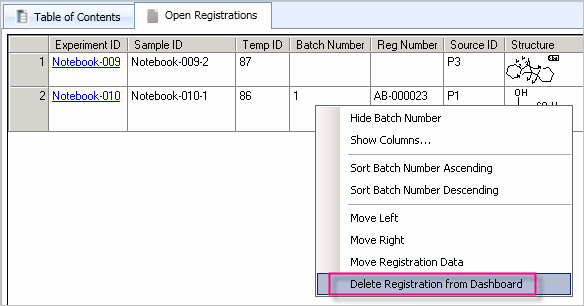 Table of Contents Open Registrations
Experiment ID Sample ID Temp ID Batch Number Reg Number Source ID Structure
1 Notebook-009 Notebook-009-2 87 P3
2 Notebook-010 Notebook-010-1 86 1 AB-000023 P1 OH
Hide Batch Number
Show Columns...
Sort Batch Number Ascending
Sort Batch Number Descending
Move Left
Move Right
Move Registration Data
Delete Registration from Dashboard